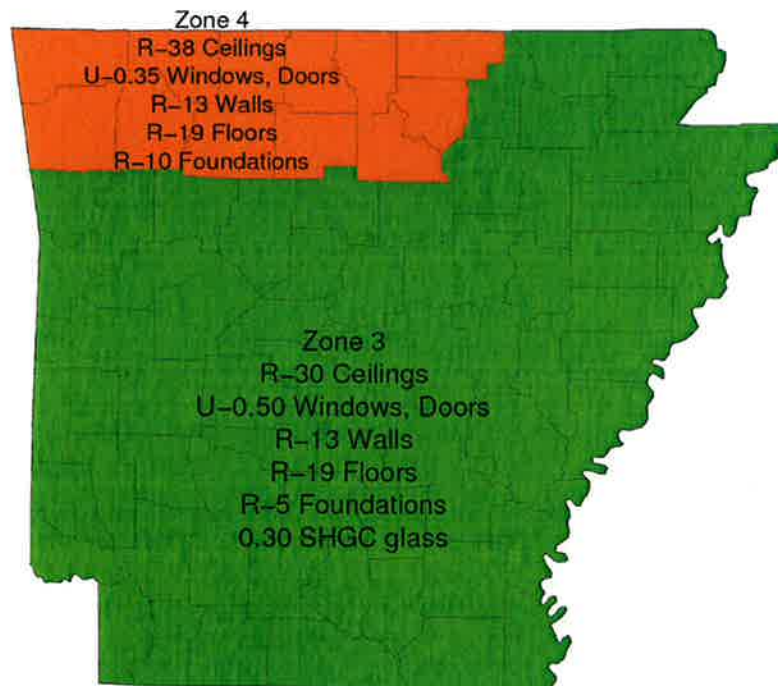 Zone 4
R-38 Ceilings
U-0.35 Windows, Doors
R-13 Walls
R-19 Floors
R-10 Foundations
Zone 3
R-30 Ceilings
U-0.50 Windows, Doors
R-13 Walls
R-19 Floors
R-5 Foundations
0.30 SHGC glass